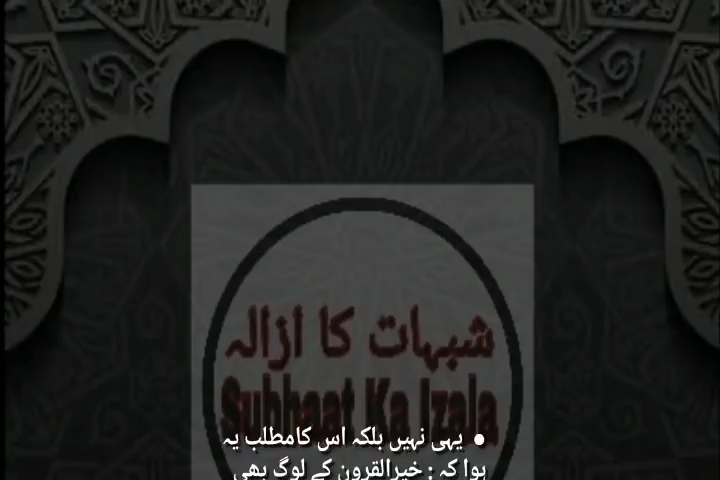 شبہات کا ازالہ
Subhaat Ka Izala
• یہی نہیں بلکہ اس کامطلب یہ
ہوا کہ : خیرالقرون کے لوگ بھی